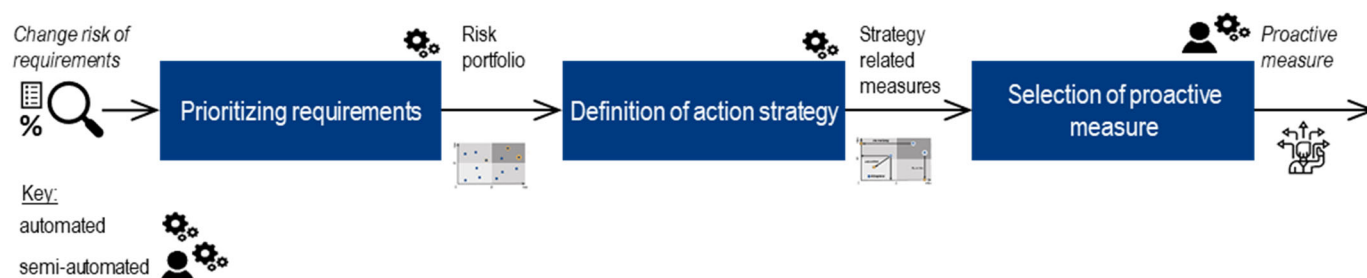 Change risk of
requirements
%
Prioritizing requirements
Risk
portfolio
Definition of action strategy
Strategy
related
measures
Selection of proactive
measure
Proactive
measure
Key:
automated
semi-automated